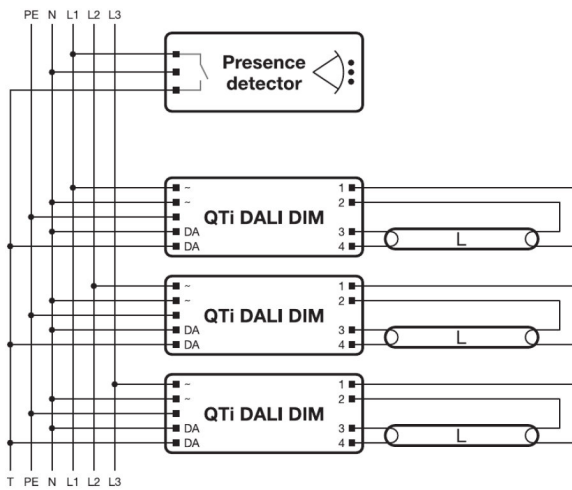 PE N L1 L2 L3
Presence
detector
~ 1
~ 2
QTi DALI DIM
DA 3
DA 4
L
~ 1
~ 2
QTi DALI DIM
DA 3
DA 4
L
~ 1
~ 2
QTi DALI DIM
DA 3
DA 4
L
T PE N L1 L2 L3